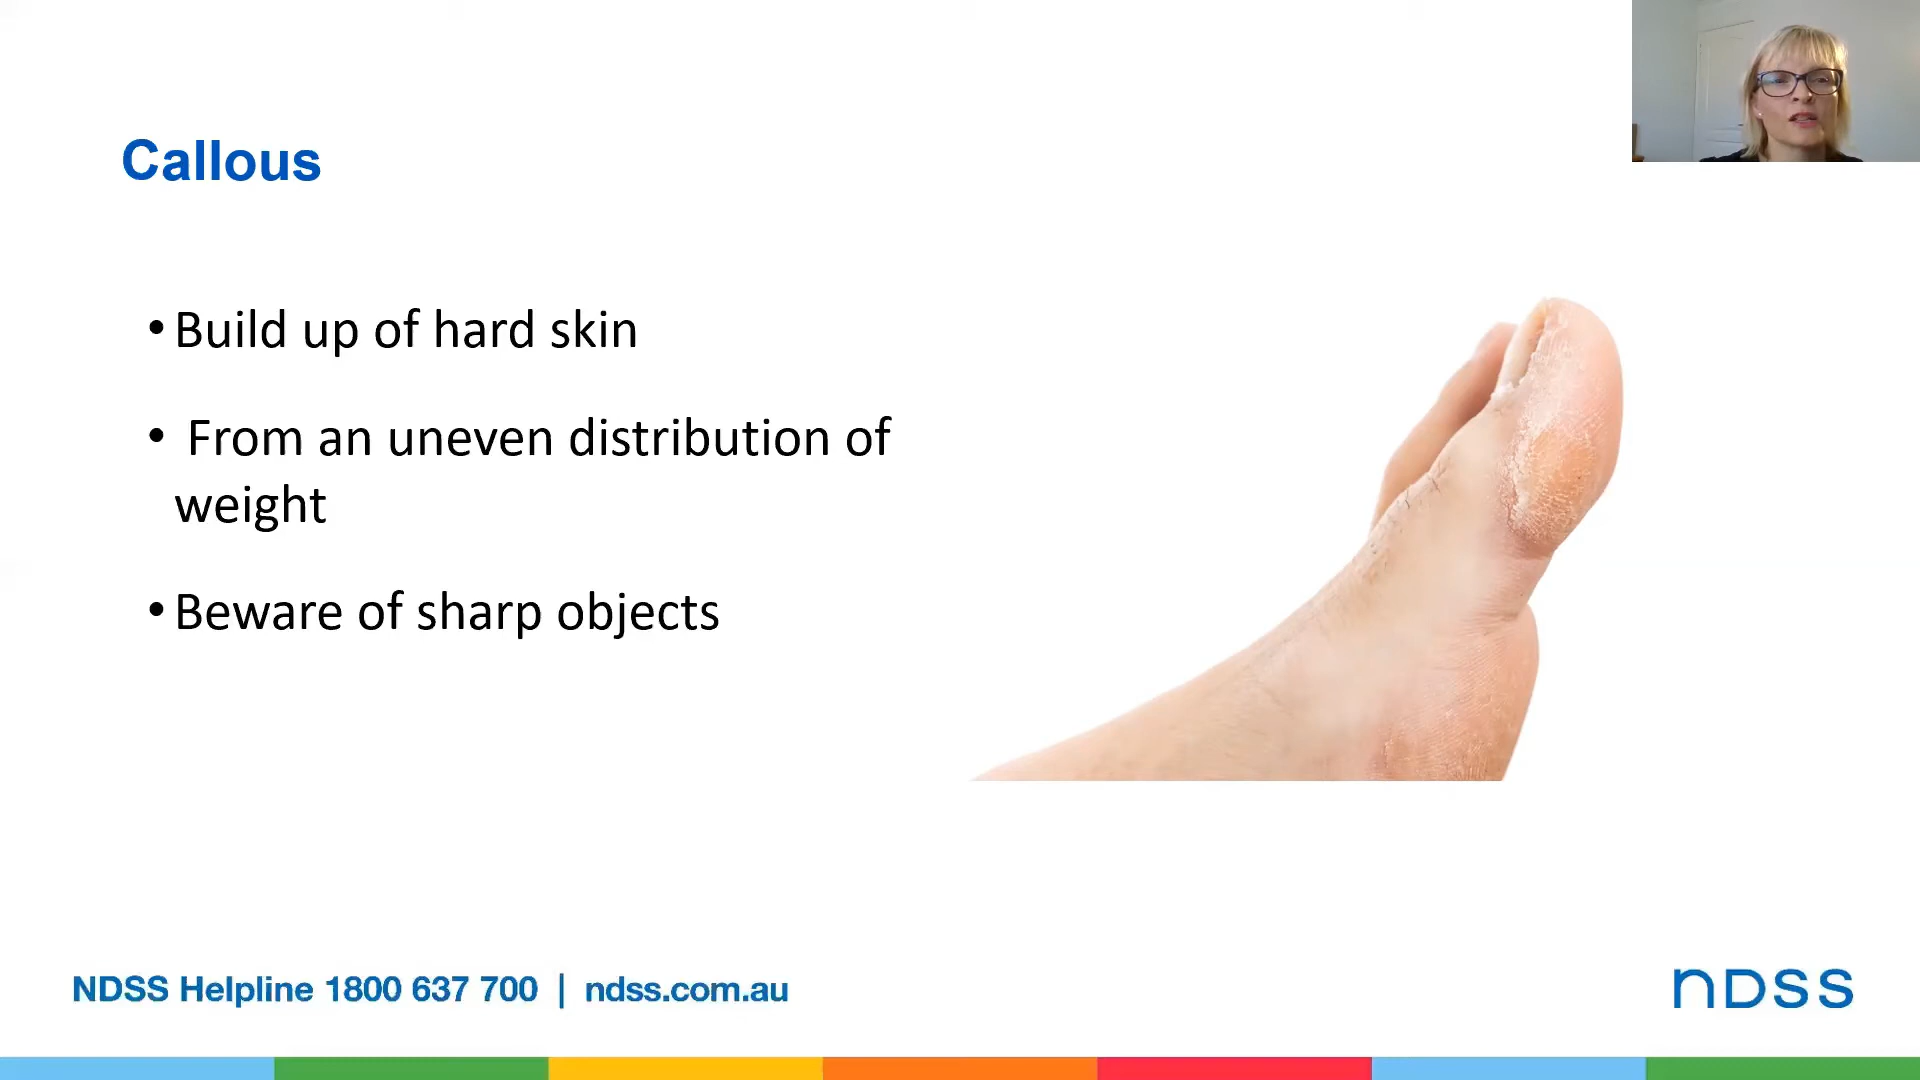 Callous
• Build up of hard skin
• From an uneven distribution of
weight
• Beware of sharp objects
NDSS Helpline 1800 637 700 | ndss.com.au
nDSS